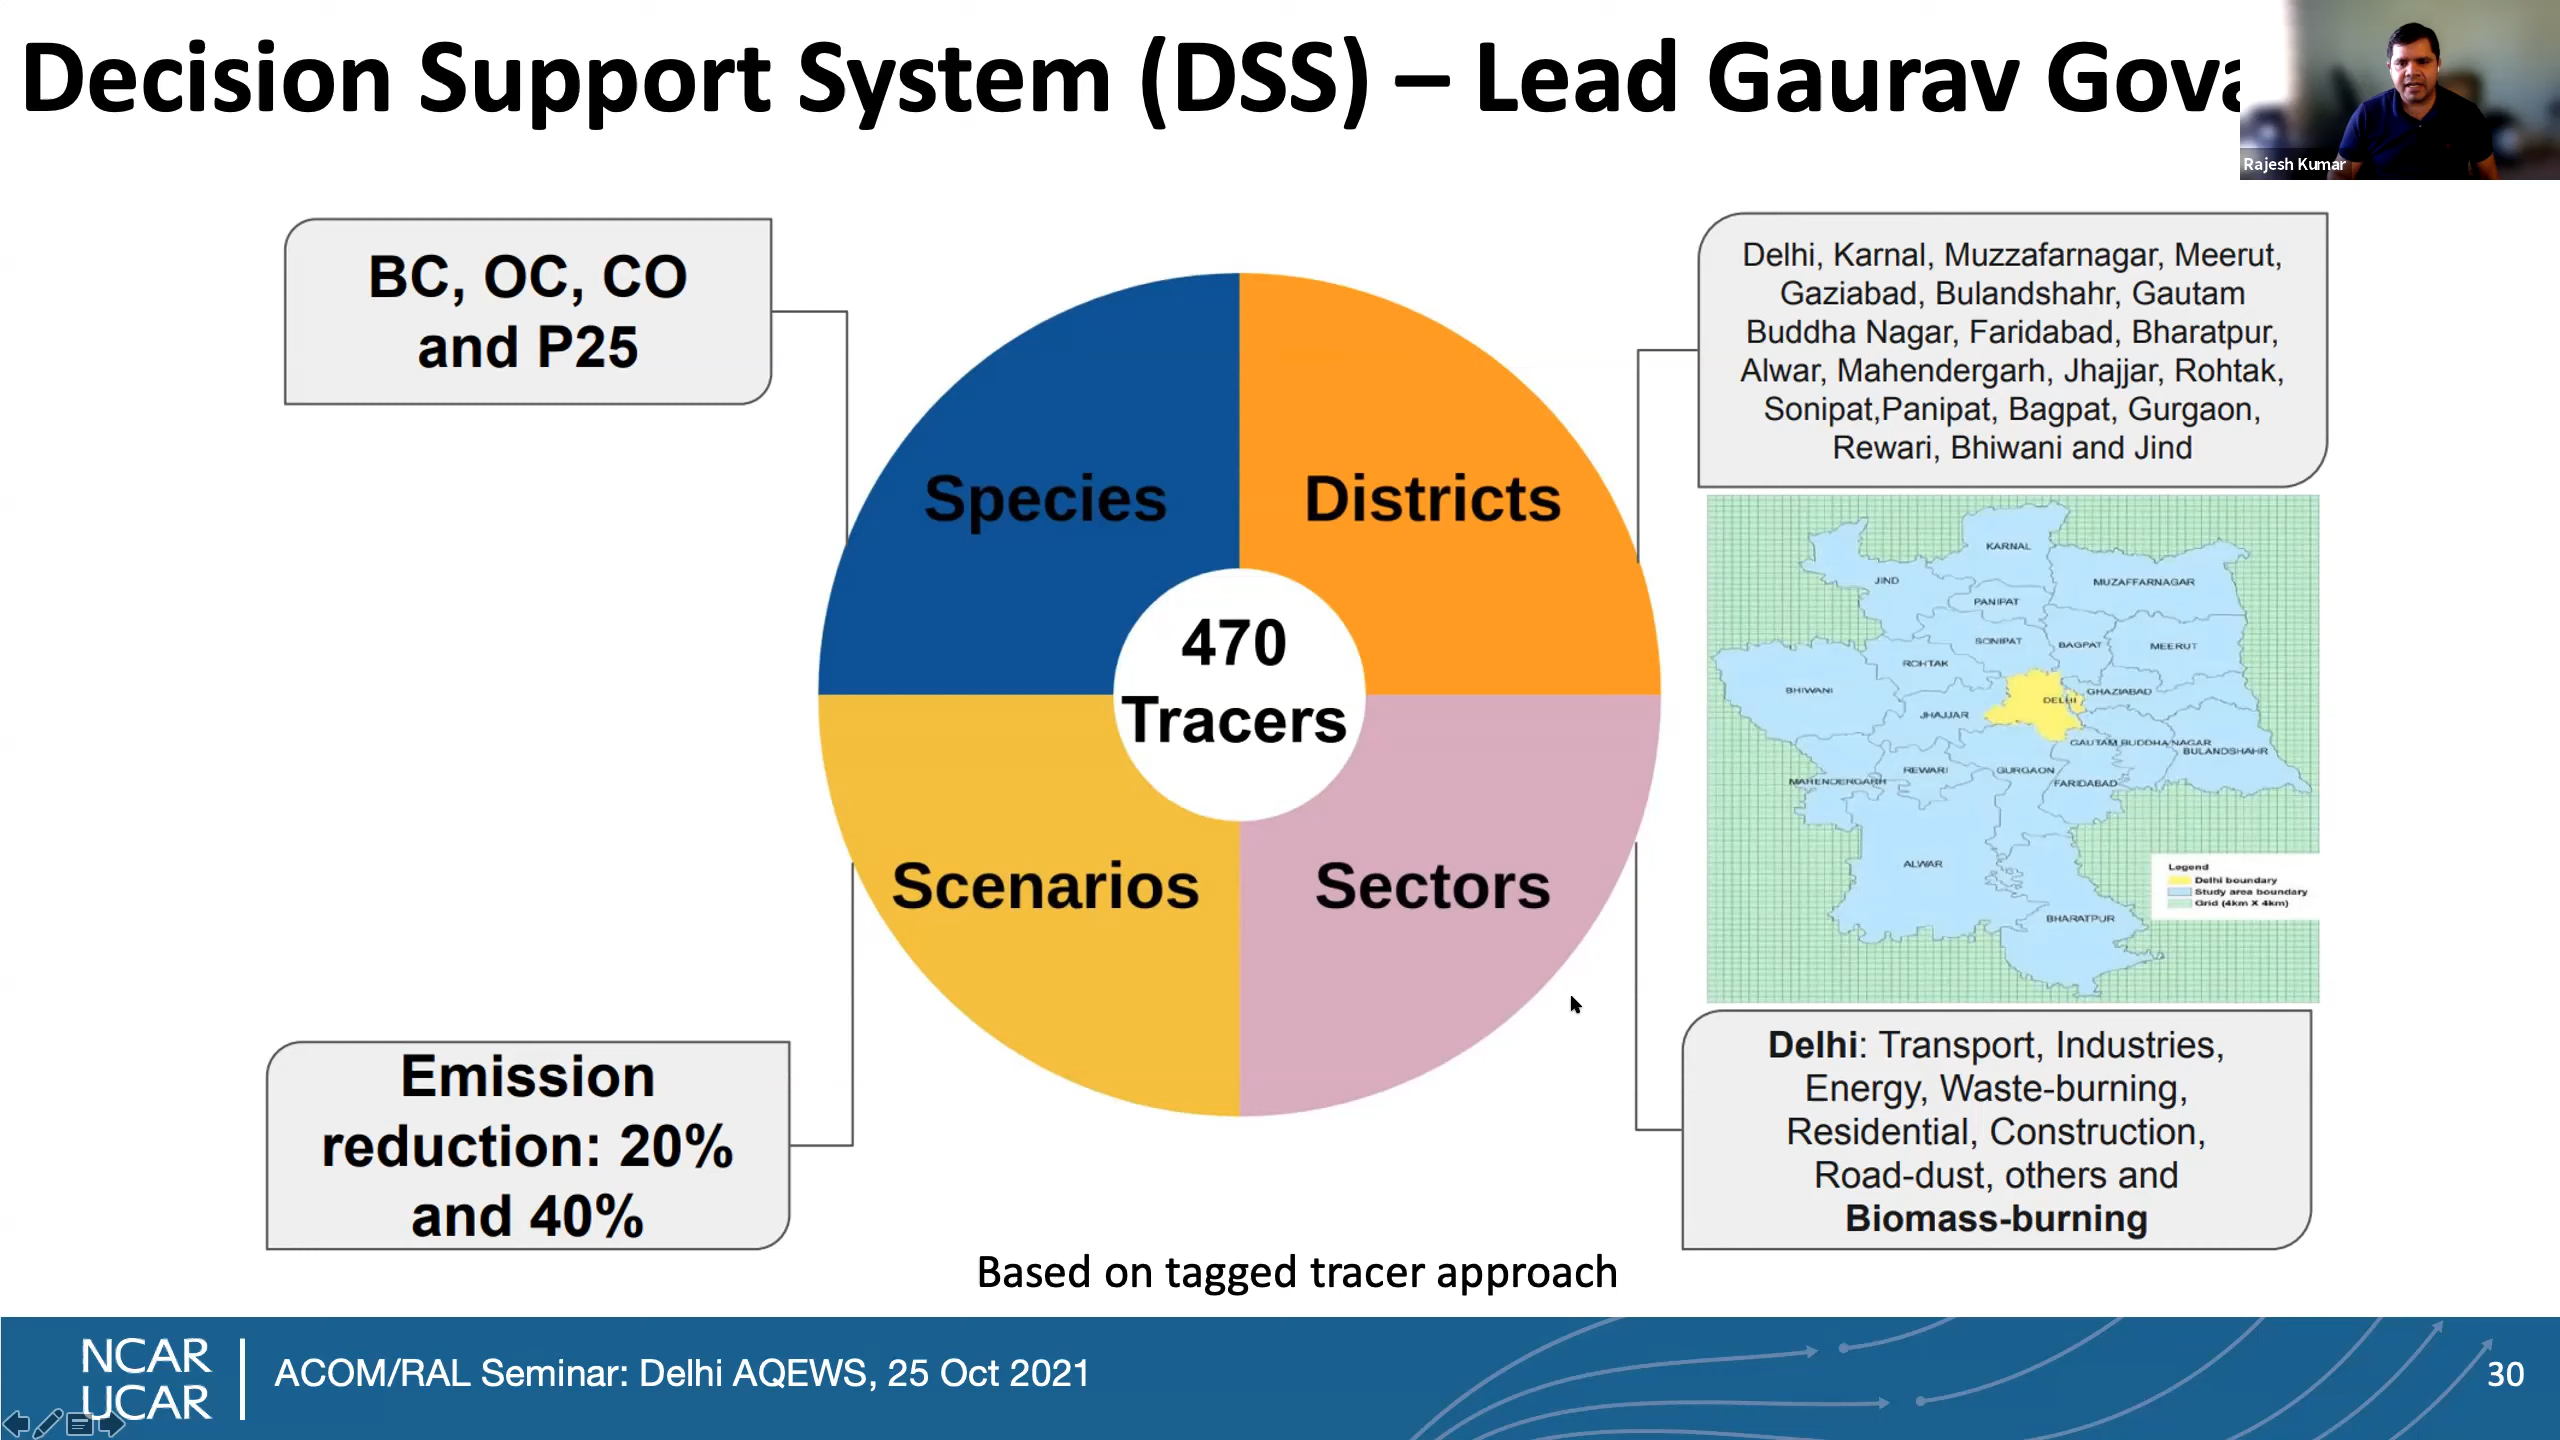 Decision Support System (DSS) – Lead Gaurav Gova
Rajesh Kumar
BC, OC, CO
and P25
Delhi, Karnal, Muzzafarnagar, Meerut,
Gaziabad, Bulandshahr, Gautam
Buddha Nagar, Faridabad, Bharatpur,
Alwar, Mahendergarh, Jhajjar, Rohtak,
Sonipat,Panipat, Bagpat, Gurgaon,
Rewari, Bhiwani and Jind
Species
Districts
470
Tracers
Scenarios
Sectors
KARNAL
JIND
MUZAFFARNAGAR
PANIPAT
SONIPAT
BAGPAT
MEERUT
ROHTAK
BHIWANI
DELHI
GHAZIABAD
JHAJJAR
GAUTAM BUDDHA NAGAR
BULANDSHAHR
REWARI
GURGAON
MAHENDERGARH
FARIDABAD
ALWAR
BHARATPUR
Legend
Delhi boundary
Study area boundary
Grid (4km X 4km)
Emission
reduction: 20%
and 40%
Delhi: Transport, Industries,
Energy, Waste-burning,
Residential, Construction,
Road-dust, others and
Biomass-burning
Based on tagged tracer approach
NCAR
UCAR
ACOM/RAL Seminar: Delhi AQEWS, 25 Oct 2021
30